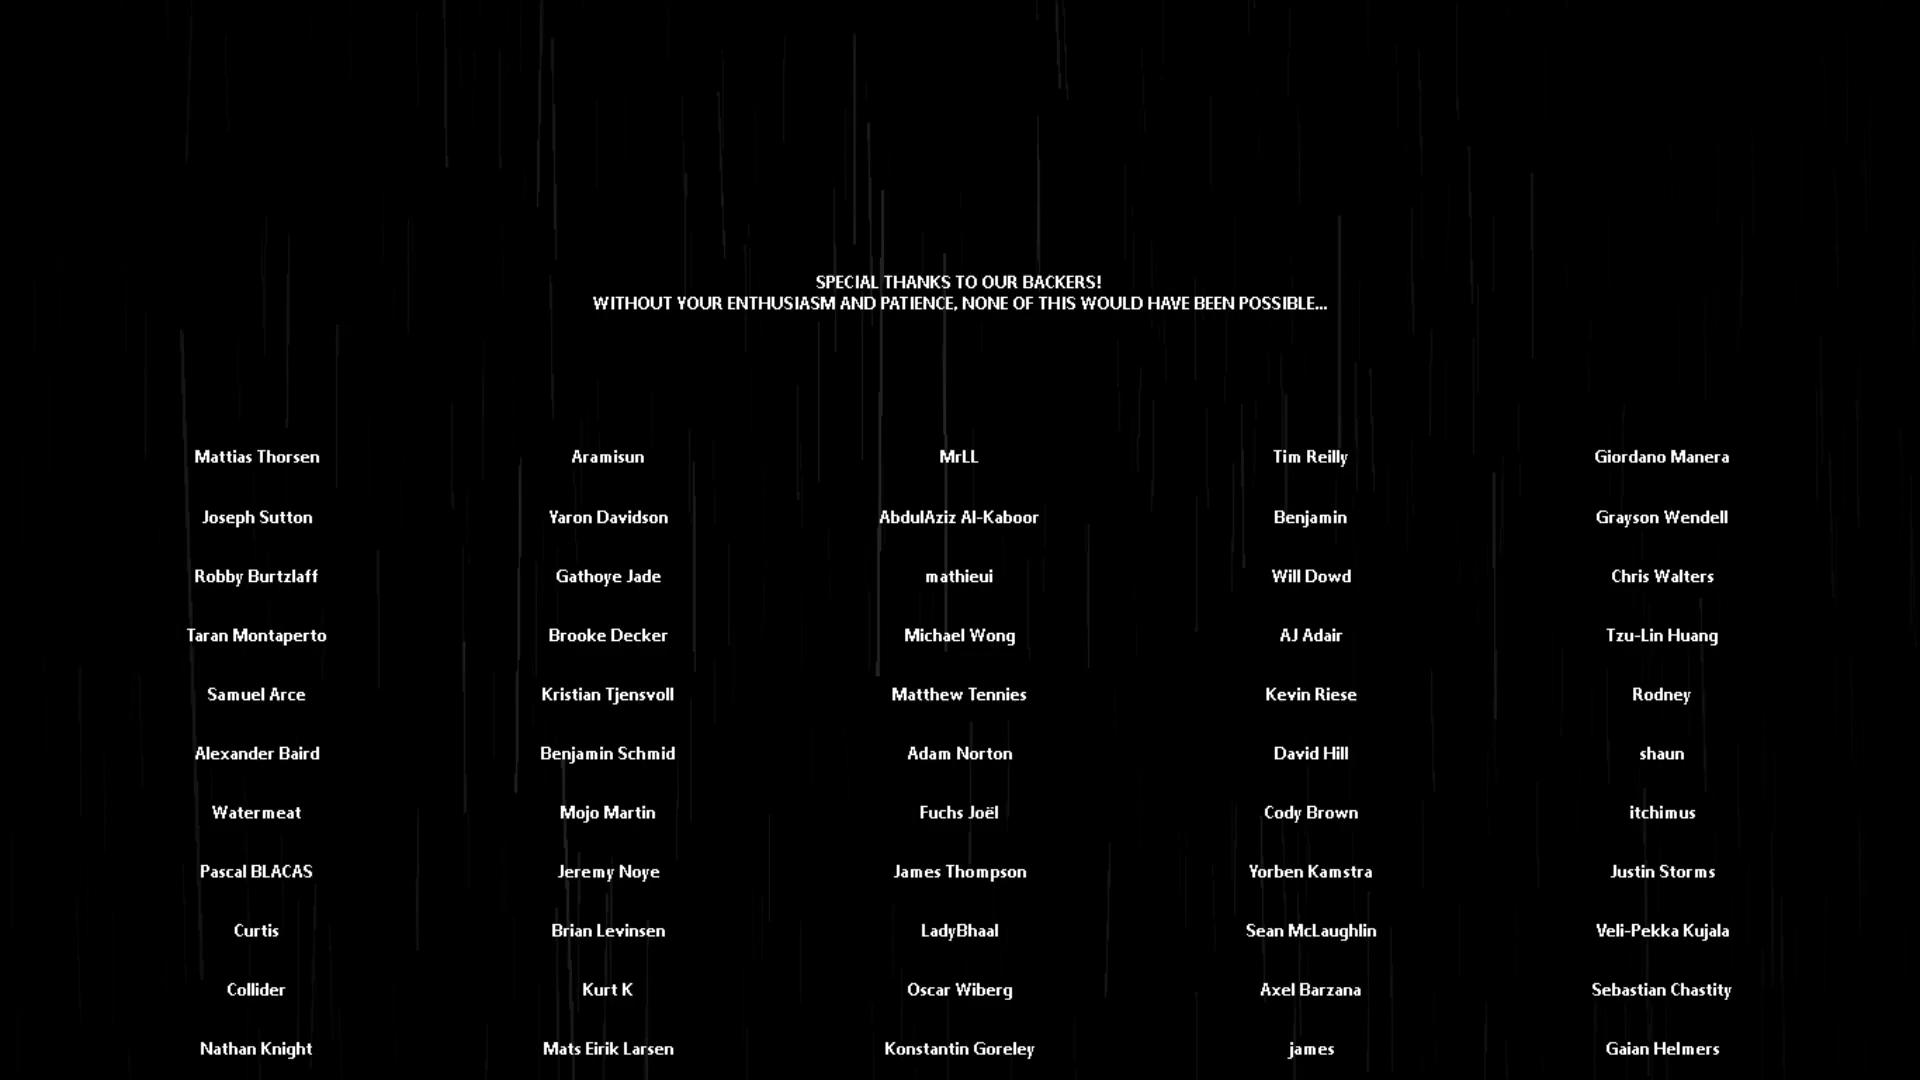 SPECIAL THANKS TO OUR BACKERS!
WITHOUT YOUR ENTHUSIASM AND PATIENCE, NONE OF THIS WOULD HAVE BEEN POSSIBLE...
Mattias Thorsen Aramisun MrLL Tim Reilly Giordano Manera
Joseph Sutton Yaron Davidson AbdulAziz Al-Kaboor Benjamin Grayson Wendell
Robby Burtzlaff Gathoye Jade mathieui Will Dowd Chris Walters
Taran Montaperto Brooke Decker Michael Wong AJ Adair Tzu-Lin Huang
Samuel Arce Kristian Tjensvoll Matthew Tennies Kevin Riese Rodney
Alexander Baird Benjamin Schmid Adam Norton David Hill shaun
Watermeat Mojo Martin Fuchs Joël Cody Brown itchimus
Pascal BLACAS Jeremy Noye James Thompson Yorben Kamstra Justin Storms
Curtis Brian Levinsen LadyBhaal Sean McLaughlin Veli-Pekka Kujala
Collider Kurt K Oscar Wiberg Axel Barzana Sebastian Chastity
Nathan Knight Mats Eirik Larsen Konstantin Goreley james Gaian Helmers